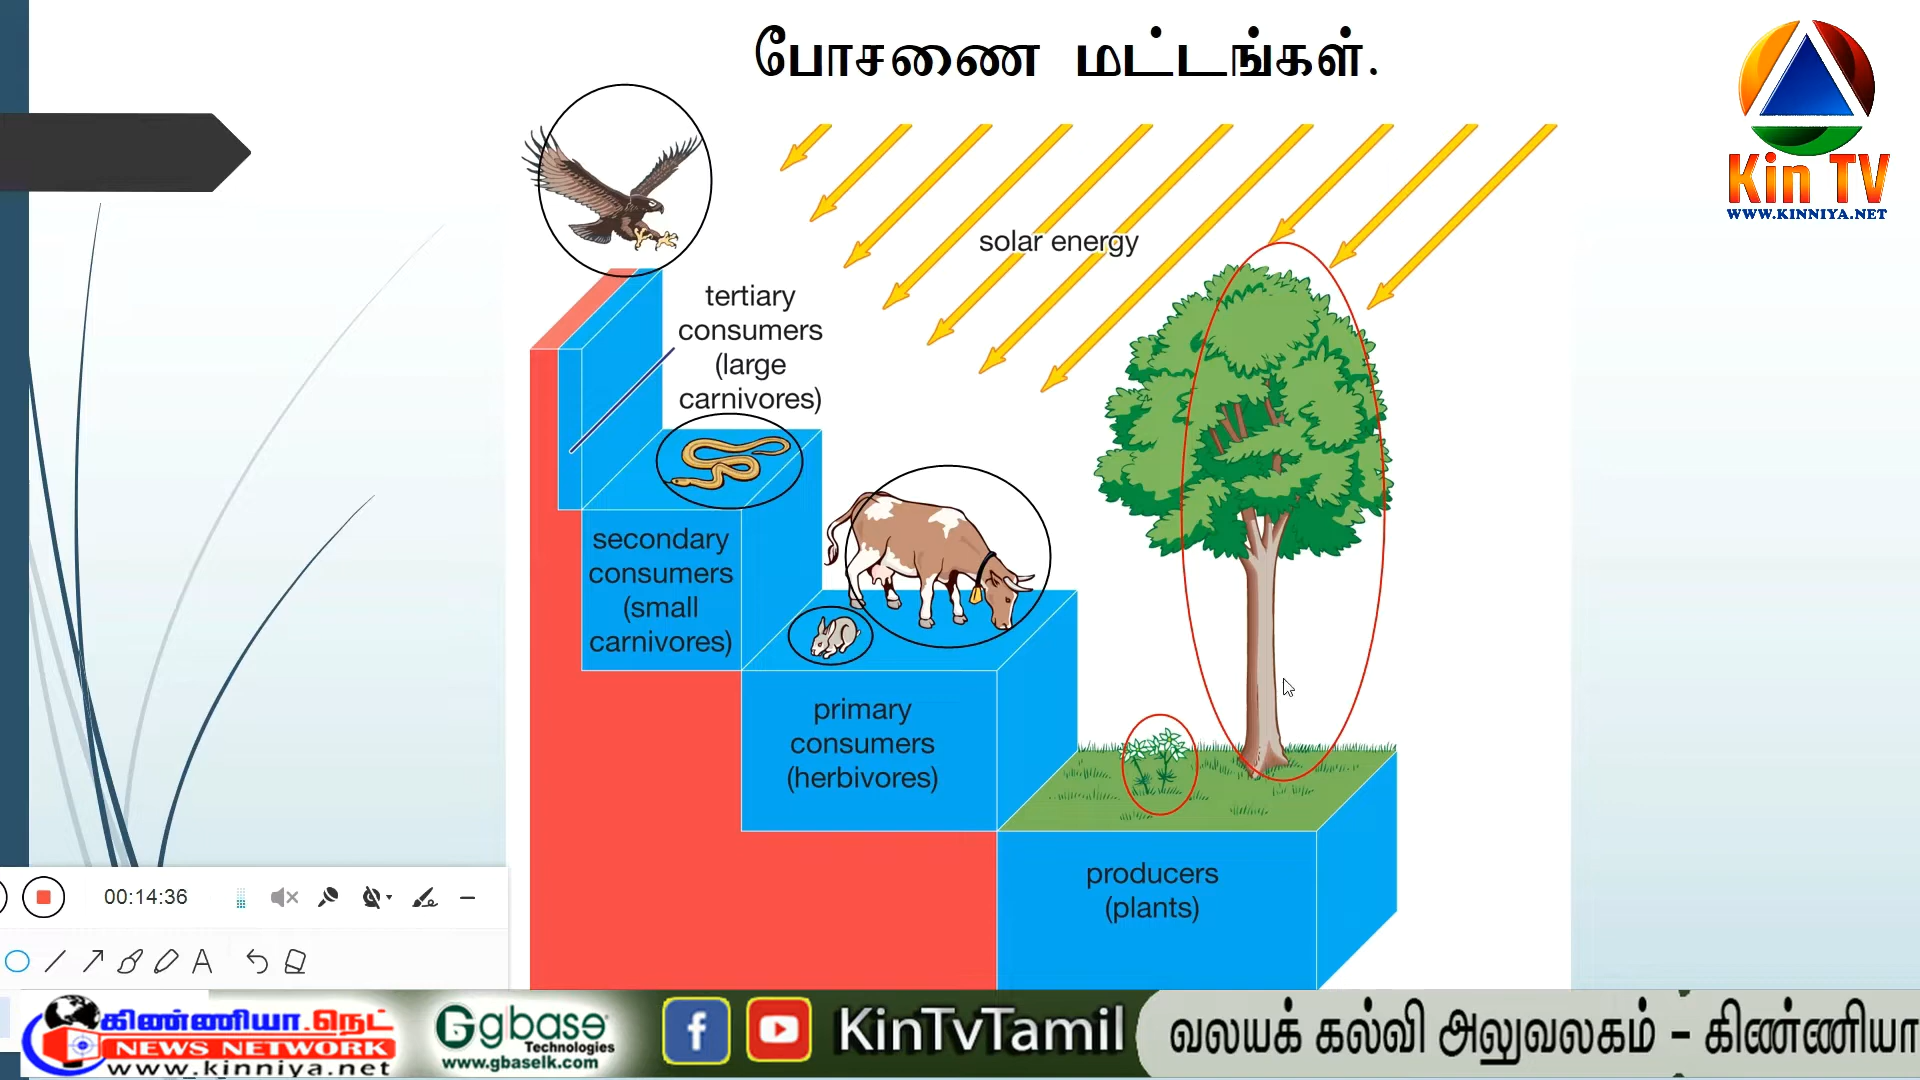 போசணை மட்டங்கள்.
Kin TV
WWW.KINNIYA.NET
solar energy
tertiary
consumers
(large
carnivores)
secondary
consumers
(small
carnivores)
primary
consumers
(herbivores)
producers
(plants)
00:14:36
A
கிண்ணியா.நெட்
NEWS NETWORK
www.kinniya.net
gbase
Technologies
www.gbaselk.com
KinTvTamil
வலயக் கல்வி அலுவலகம் - கிண்ணியா